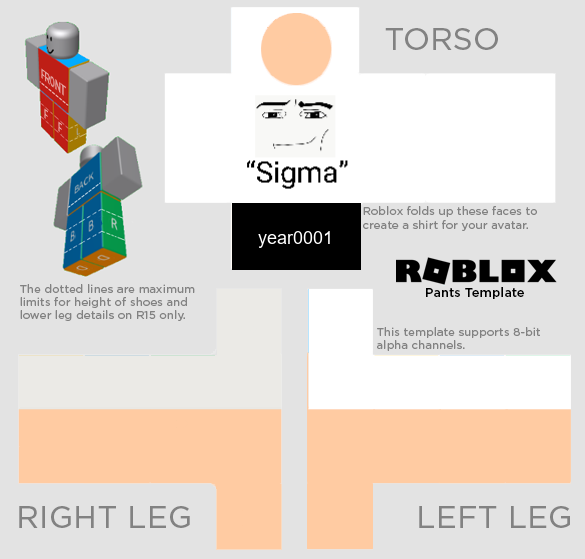 TORSO
FRONT
F F L
BACK
B B R
“Sigma”
year0001
Roblox folds up these faces to
create a shirt for your avatar.
ROBLOX
Pants Template
The dotted lines are maximum
limits for height of shoes and
lower leg details on R15 only.
This template supports 8-bit
alpha channels.
RIGHT LEG
LEFT LEG